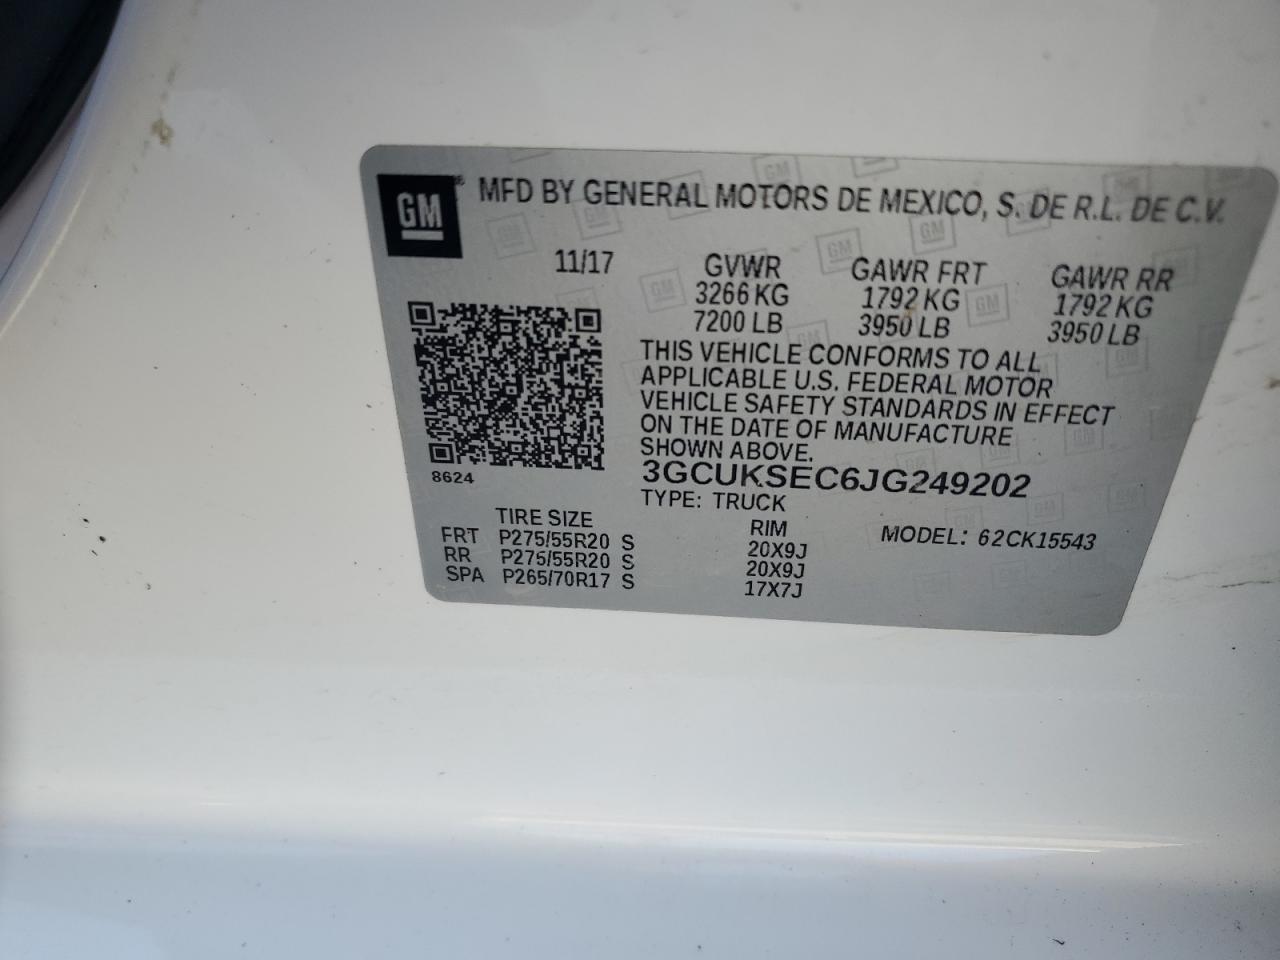 GM
MFD BY GENERAL MOTORS DE MEXICO, S. DE R.L. DE C.V.
11/17 GVWR GAWR FRT GAWR RR
3266 KG 1792 KG 1792 KG
7200 LB 3950 LB 3950 LB
THIS VEHICLE CONFORMS TO ALL
APPLICABLE U.S. FEDERAL MOTOR
VEHICLE SAFETY STANDARDS IN EFFECT
ON THE DATE OF MANUFACTURE
SHOWN ABOVE.
8624
3GCUKSEC6JG249202
TYPE: TRUCK
TIRE SIZE RIM MODEL: 62CK15543
FRT P275/55R20 S 20X9J
RR P275/55R20 S 20X9J
SPA P265/70R17 S 17X7J